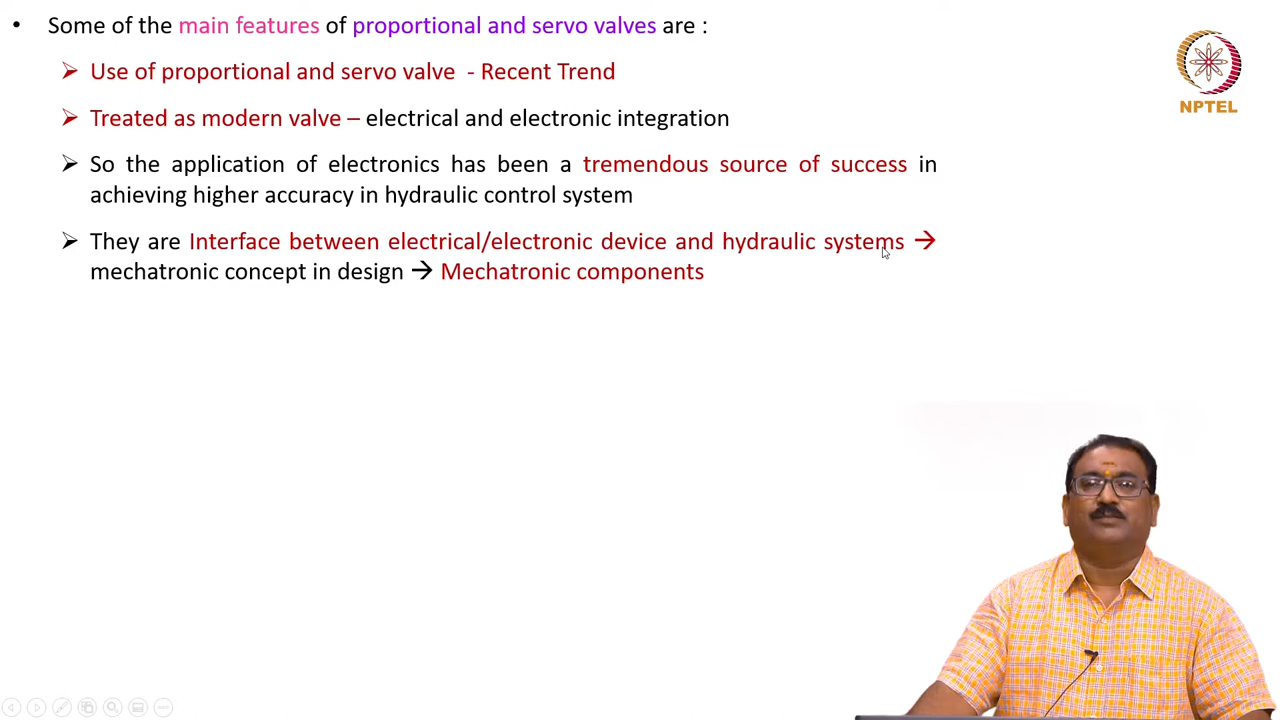 • Some of the main features of proportional and servo valves are :
➢ Use of proportional and servo valve - Recent Trend
➢ Treated as modern valve – electrical and electronic integration
➢ So the application of electronics has been a tremendous source of success in
achieving higher accuracy in hydraulic control system
➢ They are Interface between electrical/electronic device and hydraulic systems →
mechatronic concept in design → Mechatronic components
NPTEL